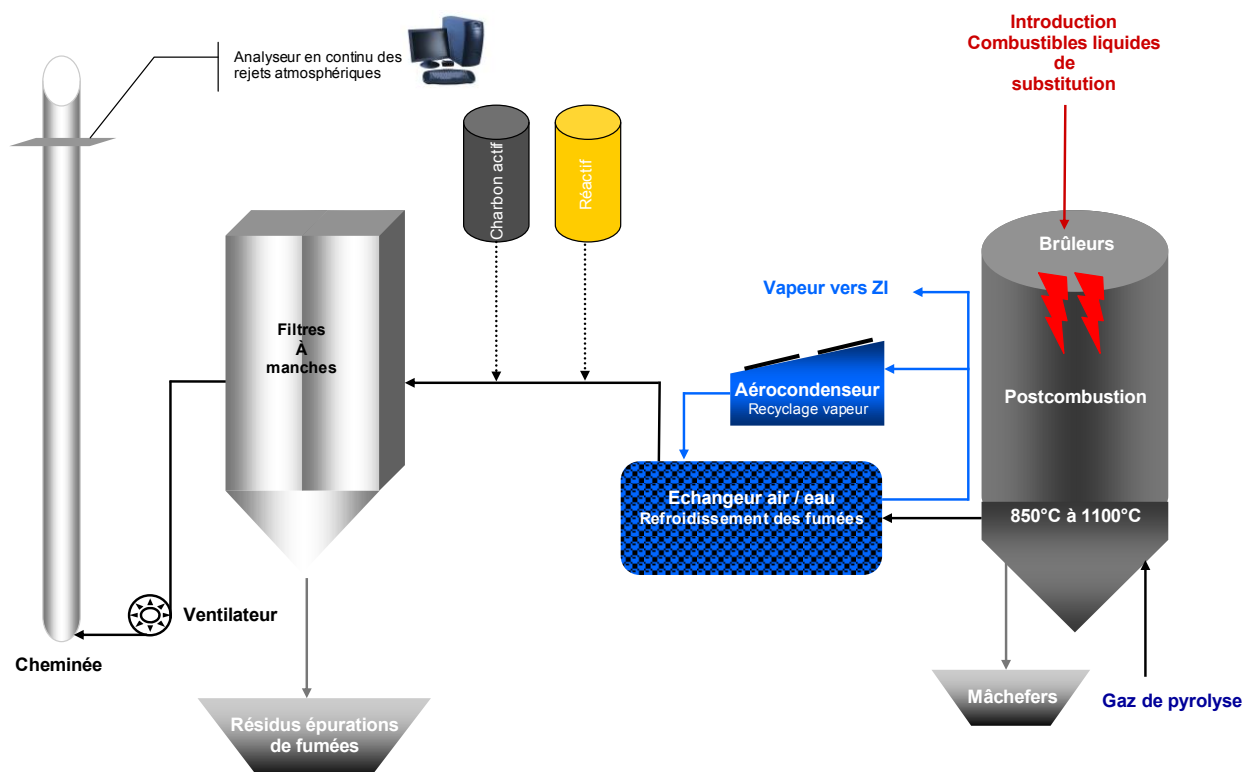 Analyseur en continu des
rejets atmosphériques
Introduction
Combustibles liquides
de
substitution
Charbon actif
Réactif
Brûleurs
Vapeur vers ZI
Filtres
À
manches
Aérocondenseur
Recyclage vapeur
Postcombustion
Echangeur air / eau
Refroidissement des fumées
850°C à 1100°C
Ventilateur
Cheminée
Mâchefers
Gaz de pyrolyse
Résidus épurations
de fumées